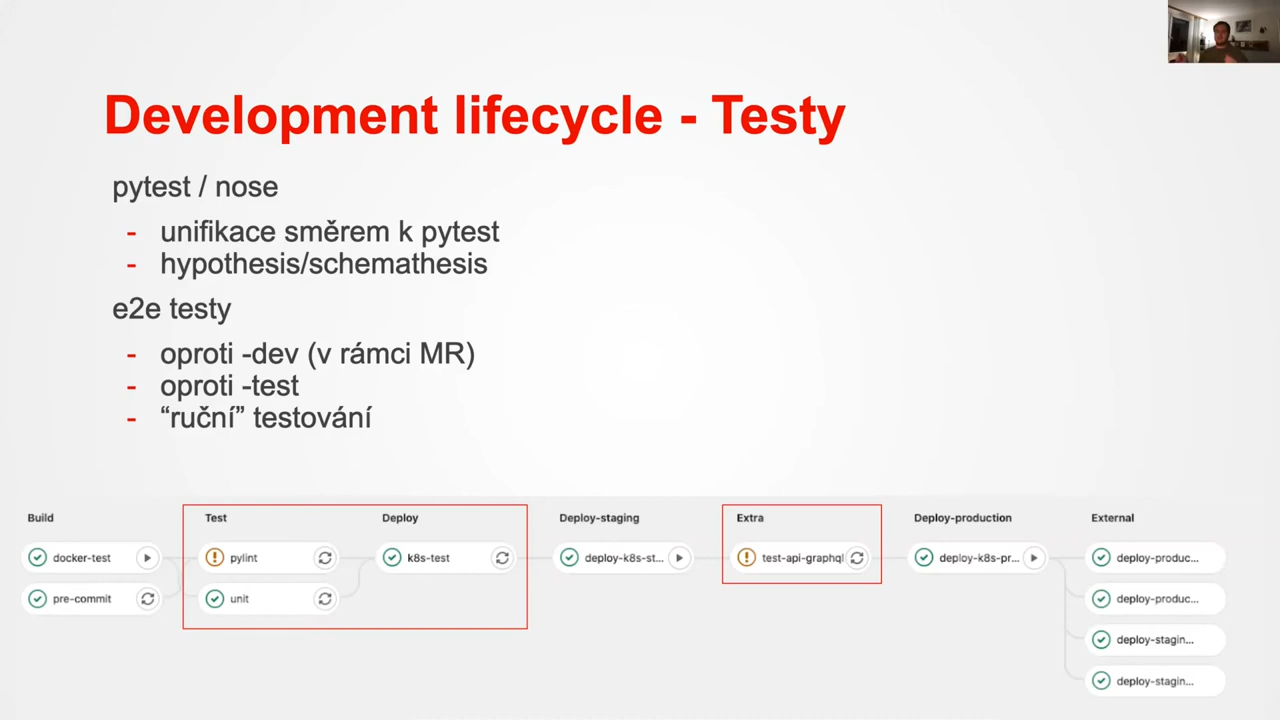 Development lifecycle - Testy
pytest / nose
- unifikace směrem k pytest
- hypothesis/schemathesis
e2e testy
- oproti -dev (v rámci MR)
- oproti -test
- “ruční” testování
Build
docker-test
pre-commit
Test
pylint
unit
Deploy
k8s-test
Deploy-staging
deploy-k8s-st...
Extra
test-api-graphql
Deploy-production
deploy-k8s-pr...
External
deploy-produc...
deploy-produc...
deploy-stagin...
deploy-stagin...